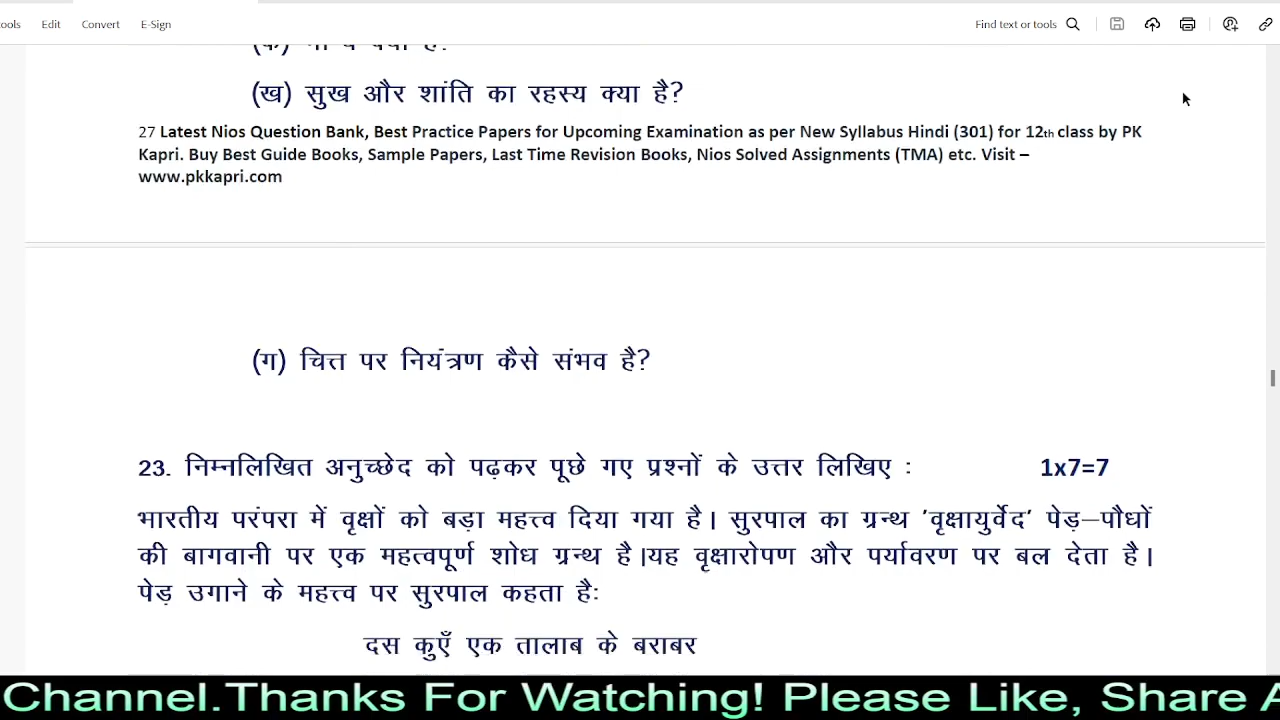 ools Edit Convert E-Sign Find text or tools
(ख) सुख और शांति का रहस्य क्या है?
27 Latest Nios Question Bank, Best Practice Papers for Upcoming Examination as per New Syllabus Hindi (301) for 12th class by PK
Kapri. Buy Best Guide Books, Sample Papers, Last Time Revision Books, Nios Solved Assignments (TMA) etc. Visit –
www.pkkapri.com
(ग) चित्त पर नियंत्रण कैसे संभव है?
23. निम्नलिखित अनुच्छेद को पढ़कर पूछे गए प्रश्नों के उत्तर लिखिए : 1x7=7
भारतीय परंपरा में वृक्षों को बड़ा महत्त्व दिया गया है। सुरपाल का ग्रन्थ 'वृक्षायुर्वेद' पेड़–पौधों
की बागवानी पर एक महत्वपूर्ण शोध ग्रन्थ है।यह वृक्षारोपण और पर्यावरण पर बल देता है।
पेड़ उगाने के महत्त्व पर सुरपाल कहता है:
दस कुएँ एक तालाब के बराबर
Channel.Thanks For Watching! Please Like, Share A